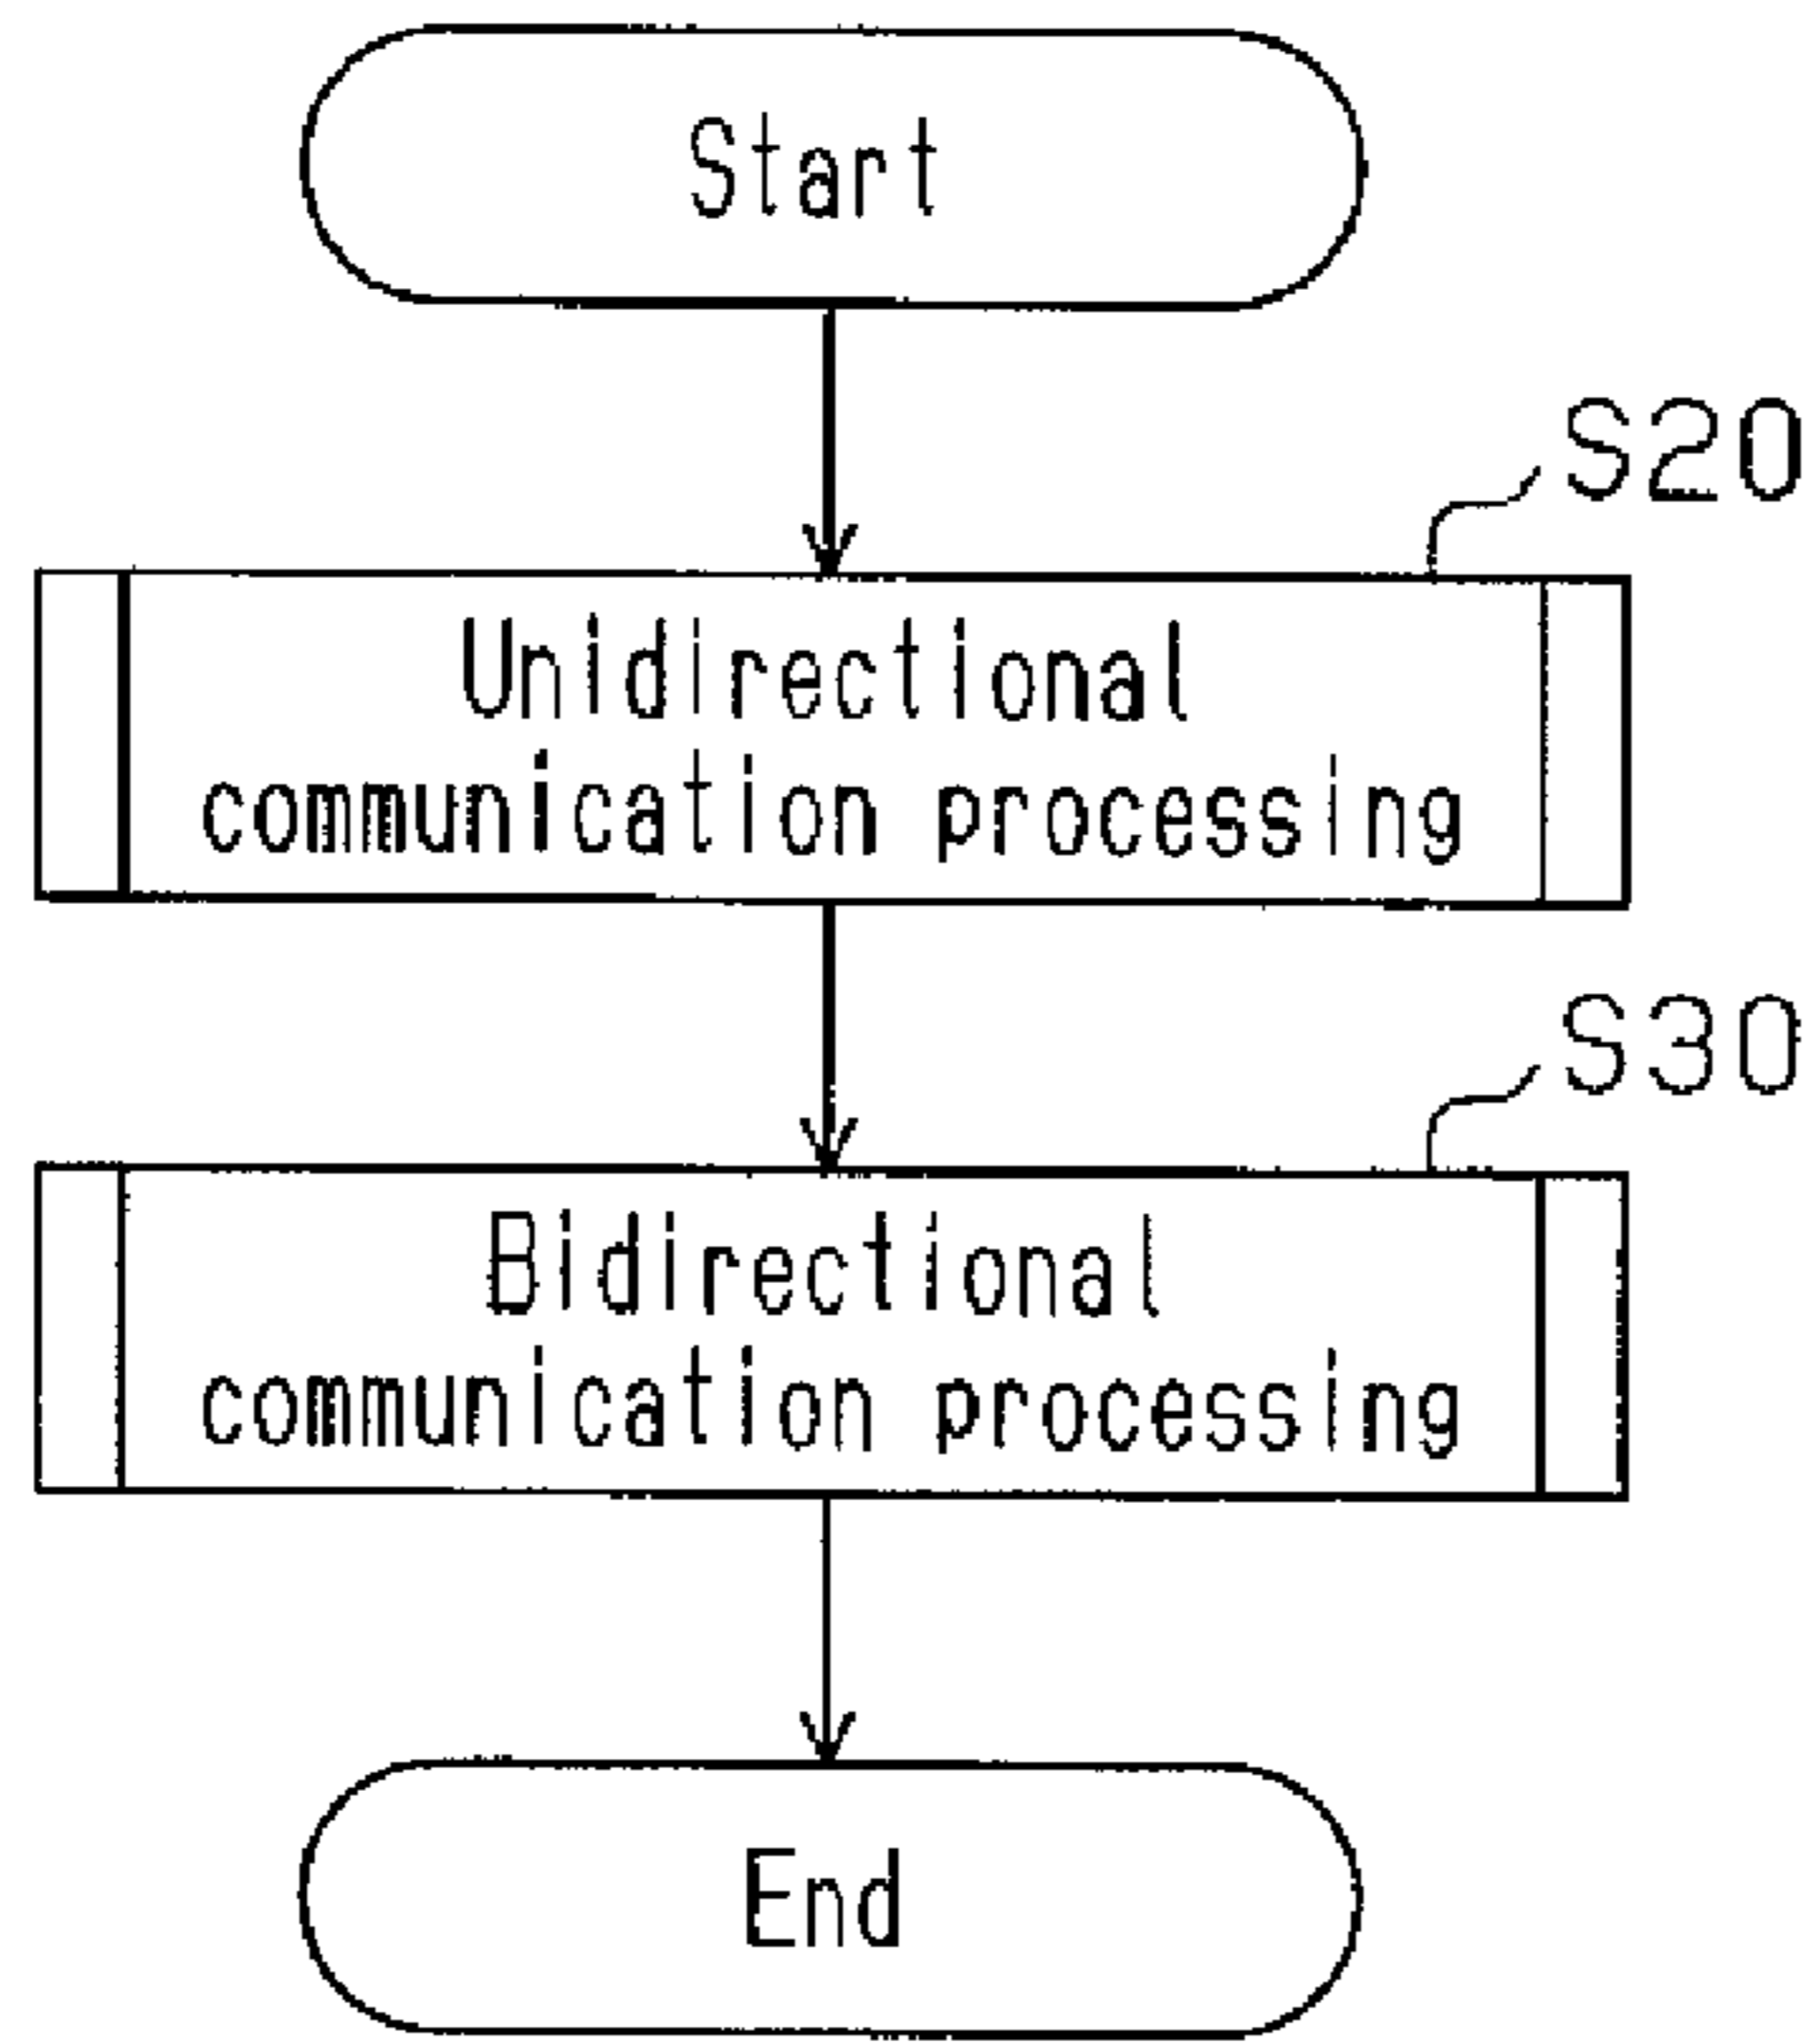 Start
S20
Unidirectional
communication processing
S30
Bidirectional
communication processing
End